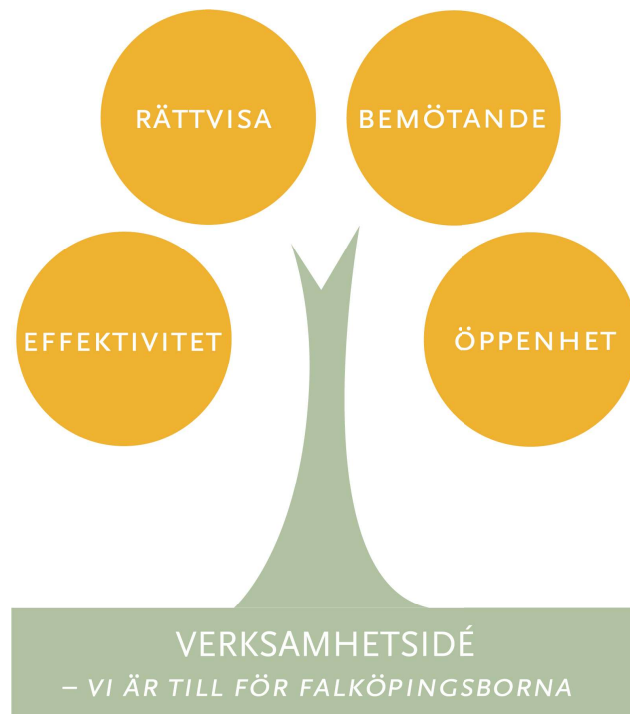 RÄTTVISA
BEMÖTANDE
EFFEKTIVITET
ÖPPENHET
VERKSAMHETSIDÉ
– VI ÄR TILL FÖR FALKÖPINGSBORNA